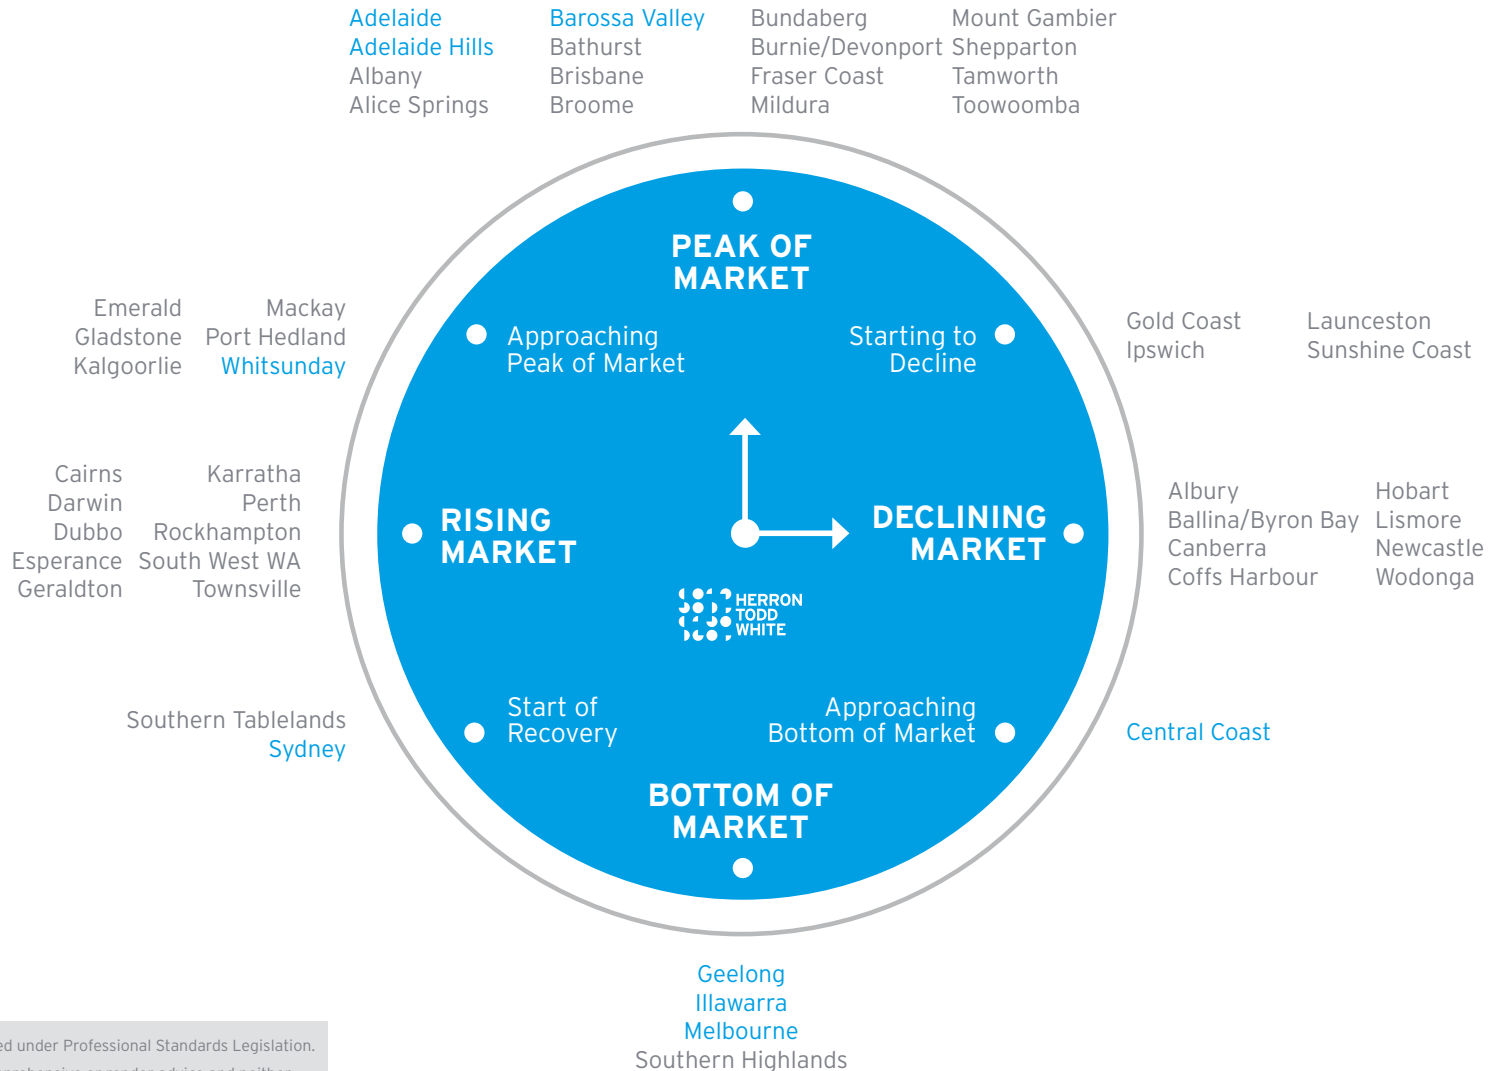 Adelaide
Adelaide Hills
Albany
Alice Springs
Barossa Valley
Bathurst
Brisbane
Broome
Bundaberg
Burnie/Devonport
Fraser Coast
Mildura
Mount Gambier
Shepparton
Tamworth
Toowoomba
PEAK OF
MARKET
Emerald
Gladstone
Kalgoorlie
Mackay
Port Hedland
Whitsunday
Approaching
Peak of Market
Starting to
Decline
Gold Coast
Ipswich
Launceston
Sunshine Coast
Cairns
Darwin
Dubbo
Esperance
Geraldton
Karratha
Perth
Rockhampton
South West WA
Townsville
RISING
MARKET
DECLINING
MARKET
Albury
Ballina/Byron Bay
Canberra
Coffs Harbour
Hobart
Lismore
Newcastle
Wodonga
HERRON
TODD
WHITE
Southern Tablelands
Sydney
Start of
Recovery
Approaching
Bottom of Market
Central Coast
BOTTOM OF
MARKET
Geelong
Illawarra
Melbourne
Southern Highlands
ed under Professional Standards Legislation.